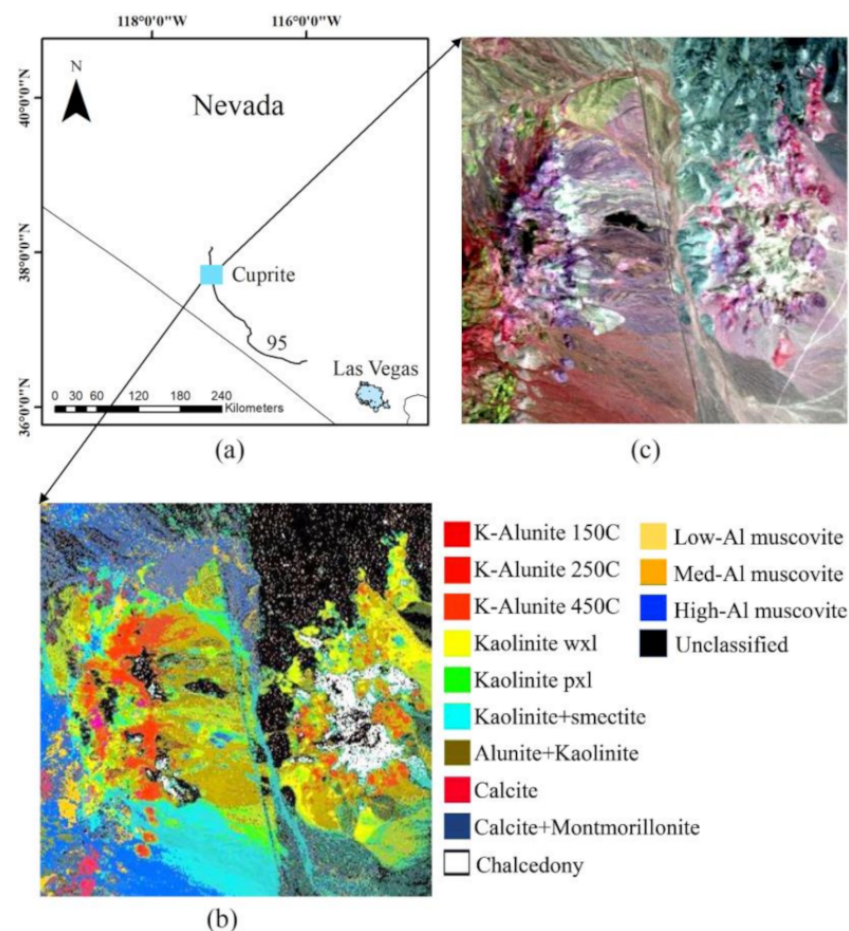 118°0'0"W 116°0'0"W
40°0'0"N
38°0'0"N
36°0'0"N
N
Nevada
Cuprite
95
Las Vegas
0 30 60 120 180 240
Kilometers
(a)
(c)
K-Alunite 150C
K-Alunite 250C
K-Alunite 450C
Kaolinite wxl
Kaolinite pxl
Kaolinite+smectite
Alunite+Kaolinite
Calcite
Calcite+Montmorillonite
Chalcedony
Low-Al muscovite
Med-Al muscovite
High-Al muscovite
Unclassified
(b)